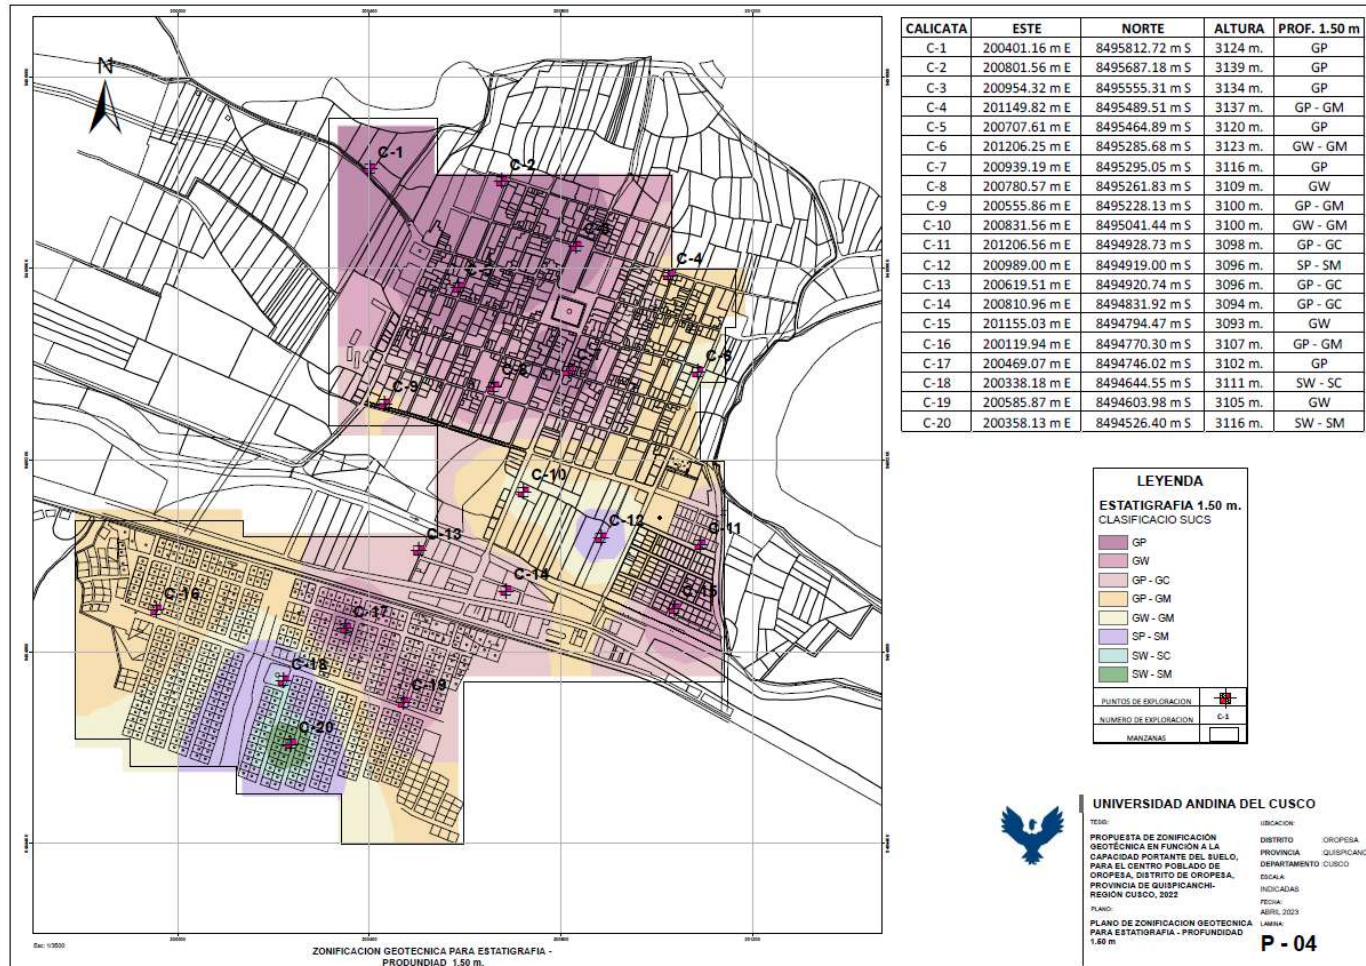 N
C-1
C-2
C-3
C-4
C-5
C-6
C-7
C-8
C-9
C-10
C-12
C-11
C-13
C-14
C-15
C-16
C-17
C-18
C-19
C-20
Esc: 1/3500
ZONIFICACION GEOTECNICA PARA ESTATIGRAFIA -
PRODUNDIAD 1.50 m.
CALICATA ESTE NORTE ALTURA PROF. 1.50 m
C-1 200401.16 m E 8495812.72 m S 3124 m. GP
C-2 200801.56 m E 8495687.18 m S 3139 m. GP
C-3 200954.32 m E 8495555.31 m S 3134 m. GP
C-4 201149.82 m E 8495489.51 m S 3137 m. GP - GM
C-5 200707.61 m E 8495464.89 m S 3120 m. GP
C-6 201206.25 m E 8495285.68 m S 3123 m. GW - GM
C-7 200939.19 m E 8495295.05 m S 3116 m. GP
C-8 200780.57 m E 8495261.83 m S 3109 m. GW
C-9 200555.86 m E 8495228.13 m S 3100 m. GP - GM
C-10 200831.56 m E 8495041.44 m S 3100 m. GW - GM
C-11 201206.56 m E 8494928.73 m S 3098 m. GP - GC
C-12 200989.00 m E 8494919.00 m S 3096 m. SP - SM
C-13 200619.51 m E 8494920.74 m S 3096 m. GP - GC
C-14 200810.96 m E 8494831.92 m S 3094 m. GP - GC
C-15 201155.03 m E 8494794.47 m S 3093 m. GW
C-16 200119.94 m E 8494770.30 m S 3107 m. GP - GM
C-17 200469.07 m E 8494746.02 m S 3102 m. GP
C-18 200338.18 m E 8494644.55 m S 3111 m. SW - SC
C-19 200585.87 m E 8494603.98 m S 3105 m. GW
C-20 200358.13 m E 8494526.40 m S 3116 m. SW - SM
LEYENDA
ESTATIGRAFIA 1.50 m.
CLASIFICACIO SUCS
GP
GW
GP - GC
GP - GM
GW - GM
SP - SM
SW - SC
SW - SM
PUNTOS DE EXPLORACION
NUMERO DE EXPLORACION C-1
MANZANAS
UNIVERSIDAD ANDINA DEL CUSCO
TESIS:
PROPUESTA DE ZONIFICACIÓN
GEOTÉCNICA EN FUNCIÓN A LA
CAPACIDAD PORTANTE DEL SUELO,
PARA EL CENTRO POBLADO DE
OROPESA, DISTRITO DE OROPESA,
PROVINCIA DE QUISPICANCHI-
REGIÓN CUSCO, 2022
PLANO:
PLANO DE ZONIFICACION GEOTECNICA
PARA ESTATIGRAFIA - PROFUNDIDAD
1.50 m
UBICACION:
DISTRITO :OROPESA
PROVINCIA :QUISPICANC
DEPARTAMENTO :CUSCO
ESCALA:
INDICADAS
FECHA:
ABRIL 2023
LAMINA:
P - 04